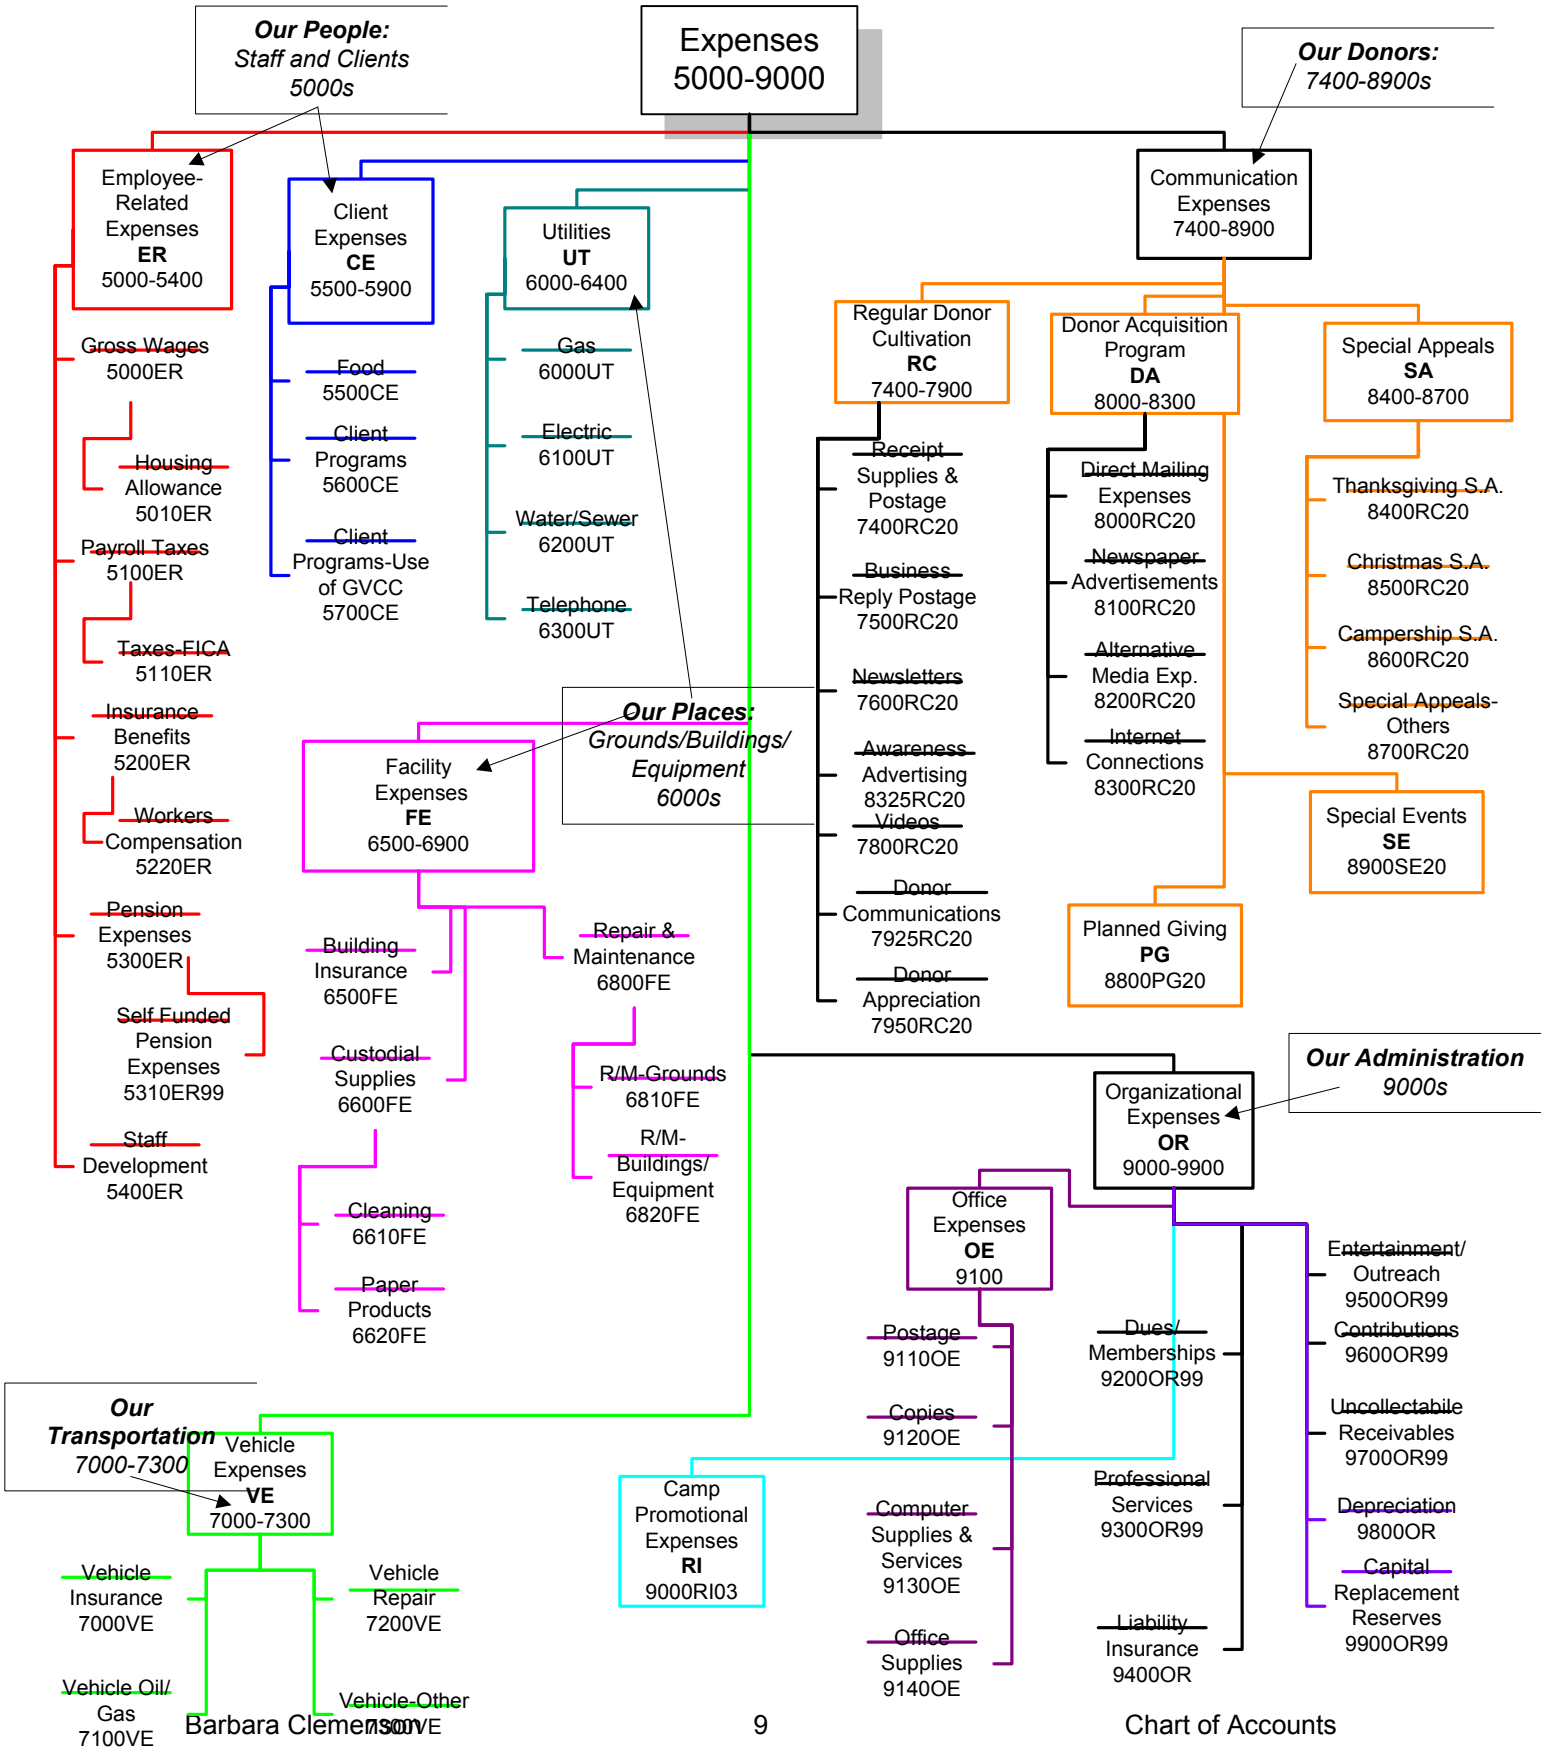 Our People:
Staff and Clients
5000s
Expenses
5000-9000
Our Donors:
7400-8900s
Employee-
Related
Expenses
ER
5000-5400
Client
Expenses
CE
5500-5900
Utilities
UT
6000-6400
Communication
Expenses
7400-8900
Gross Wages
5000ER
Housing
Allowance
5010ER
Payroll Taxes
5100ER
Taxes-FICA
5110ER
Insurance
Benefits
5200ER
Workers
Compensation
5220ER
Pension
Expenses
5300ER
Self Funded
Pension
Expenses
5310ER99
Staff
Development
5400ER
Food
5500CE
Client
Programs
5600CE
Client
Programs-Use
of GVCC
5700CE
Gas
6000UT
Electric
6100UT
Water/Sewer
6200UT
Telephone
6300UT
Regular Donor
Cultivation
RC
7400-7900
Donor Acquisition
Program
DA
8000-8300
Special Appeals
SA
8400-8700
Receipt
Supplies &
Postage
7400RC20
Business
Reply Postage
7500RC20
Newsletters
7600RC20
Awareness
Advertising
8325RC20
Videos
7800RC20
Donor
Communications
7925RC20
Donor
Appreciation
7950RC20
Direct Mailing
Expenses
8000RC20
Newspaper
Advertisements
8100RC20
Alternative
Media Exp.
8200RC20
Internet
Connections
8300RC20
Thanksgiving S.A.
8400RC20
Christmas S.A.
8500RC20
Campership S.A.
8600RC20
Special Appeals-
Others
8700RC20
Special Events
SE
8900SE20
Planned Giving
PG
8800PG20
Our Places:
Grounds/Buildings/
Equipment
6000s
Facility
Expenses
FE
6500-6900
Building
Insurance
6500FE
Custodial
Supplies
6600FE
Cleaning
6610FE
Paper
Products
6620FE
Repair &
Maintenance
6800FE
R/M-Grounds
6810FE
R/M-
Buildings/
Equipment
6820FE
Our Administration
9000s
Organizational
Expenses
OR
9000-9900
Office
Expenses
OE
9100
Postage
9110OE
Copies
9120OE
Computer
Supplies &
Services
9130OE
Office
Supplies
9140OE
Dues/
Memberships
9200OR99
Professional
Services
9300OR99
Liability
Insurance
9400OR
Entertainment/
Outreach
9500OR99
Contributions
9600OR99
Uncollectabile
Receivables
9700OR99
Depreciation
9800OR
Capital
Replacement
Reserves
9900OR99
Camp
Promotional
Expenses
RI
9000RI03
Our
Transportation
7000-7300
Vehicle
Expenses
VE
7000-7300
Vehicle
Insurance
7000VE
Vehicle Oil/
Gas
7100VE
Vehicle
Repair
7200VE
Vehicle-Other
7300VE
Barbara Clemenson
9
Chart of Accounts